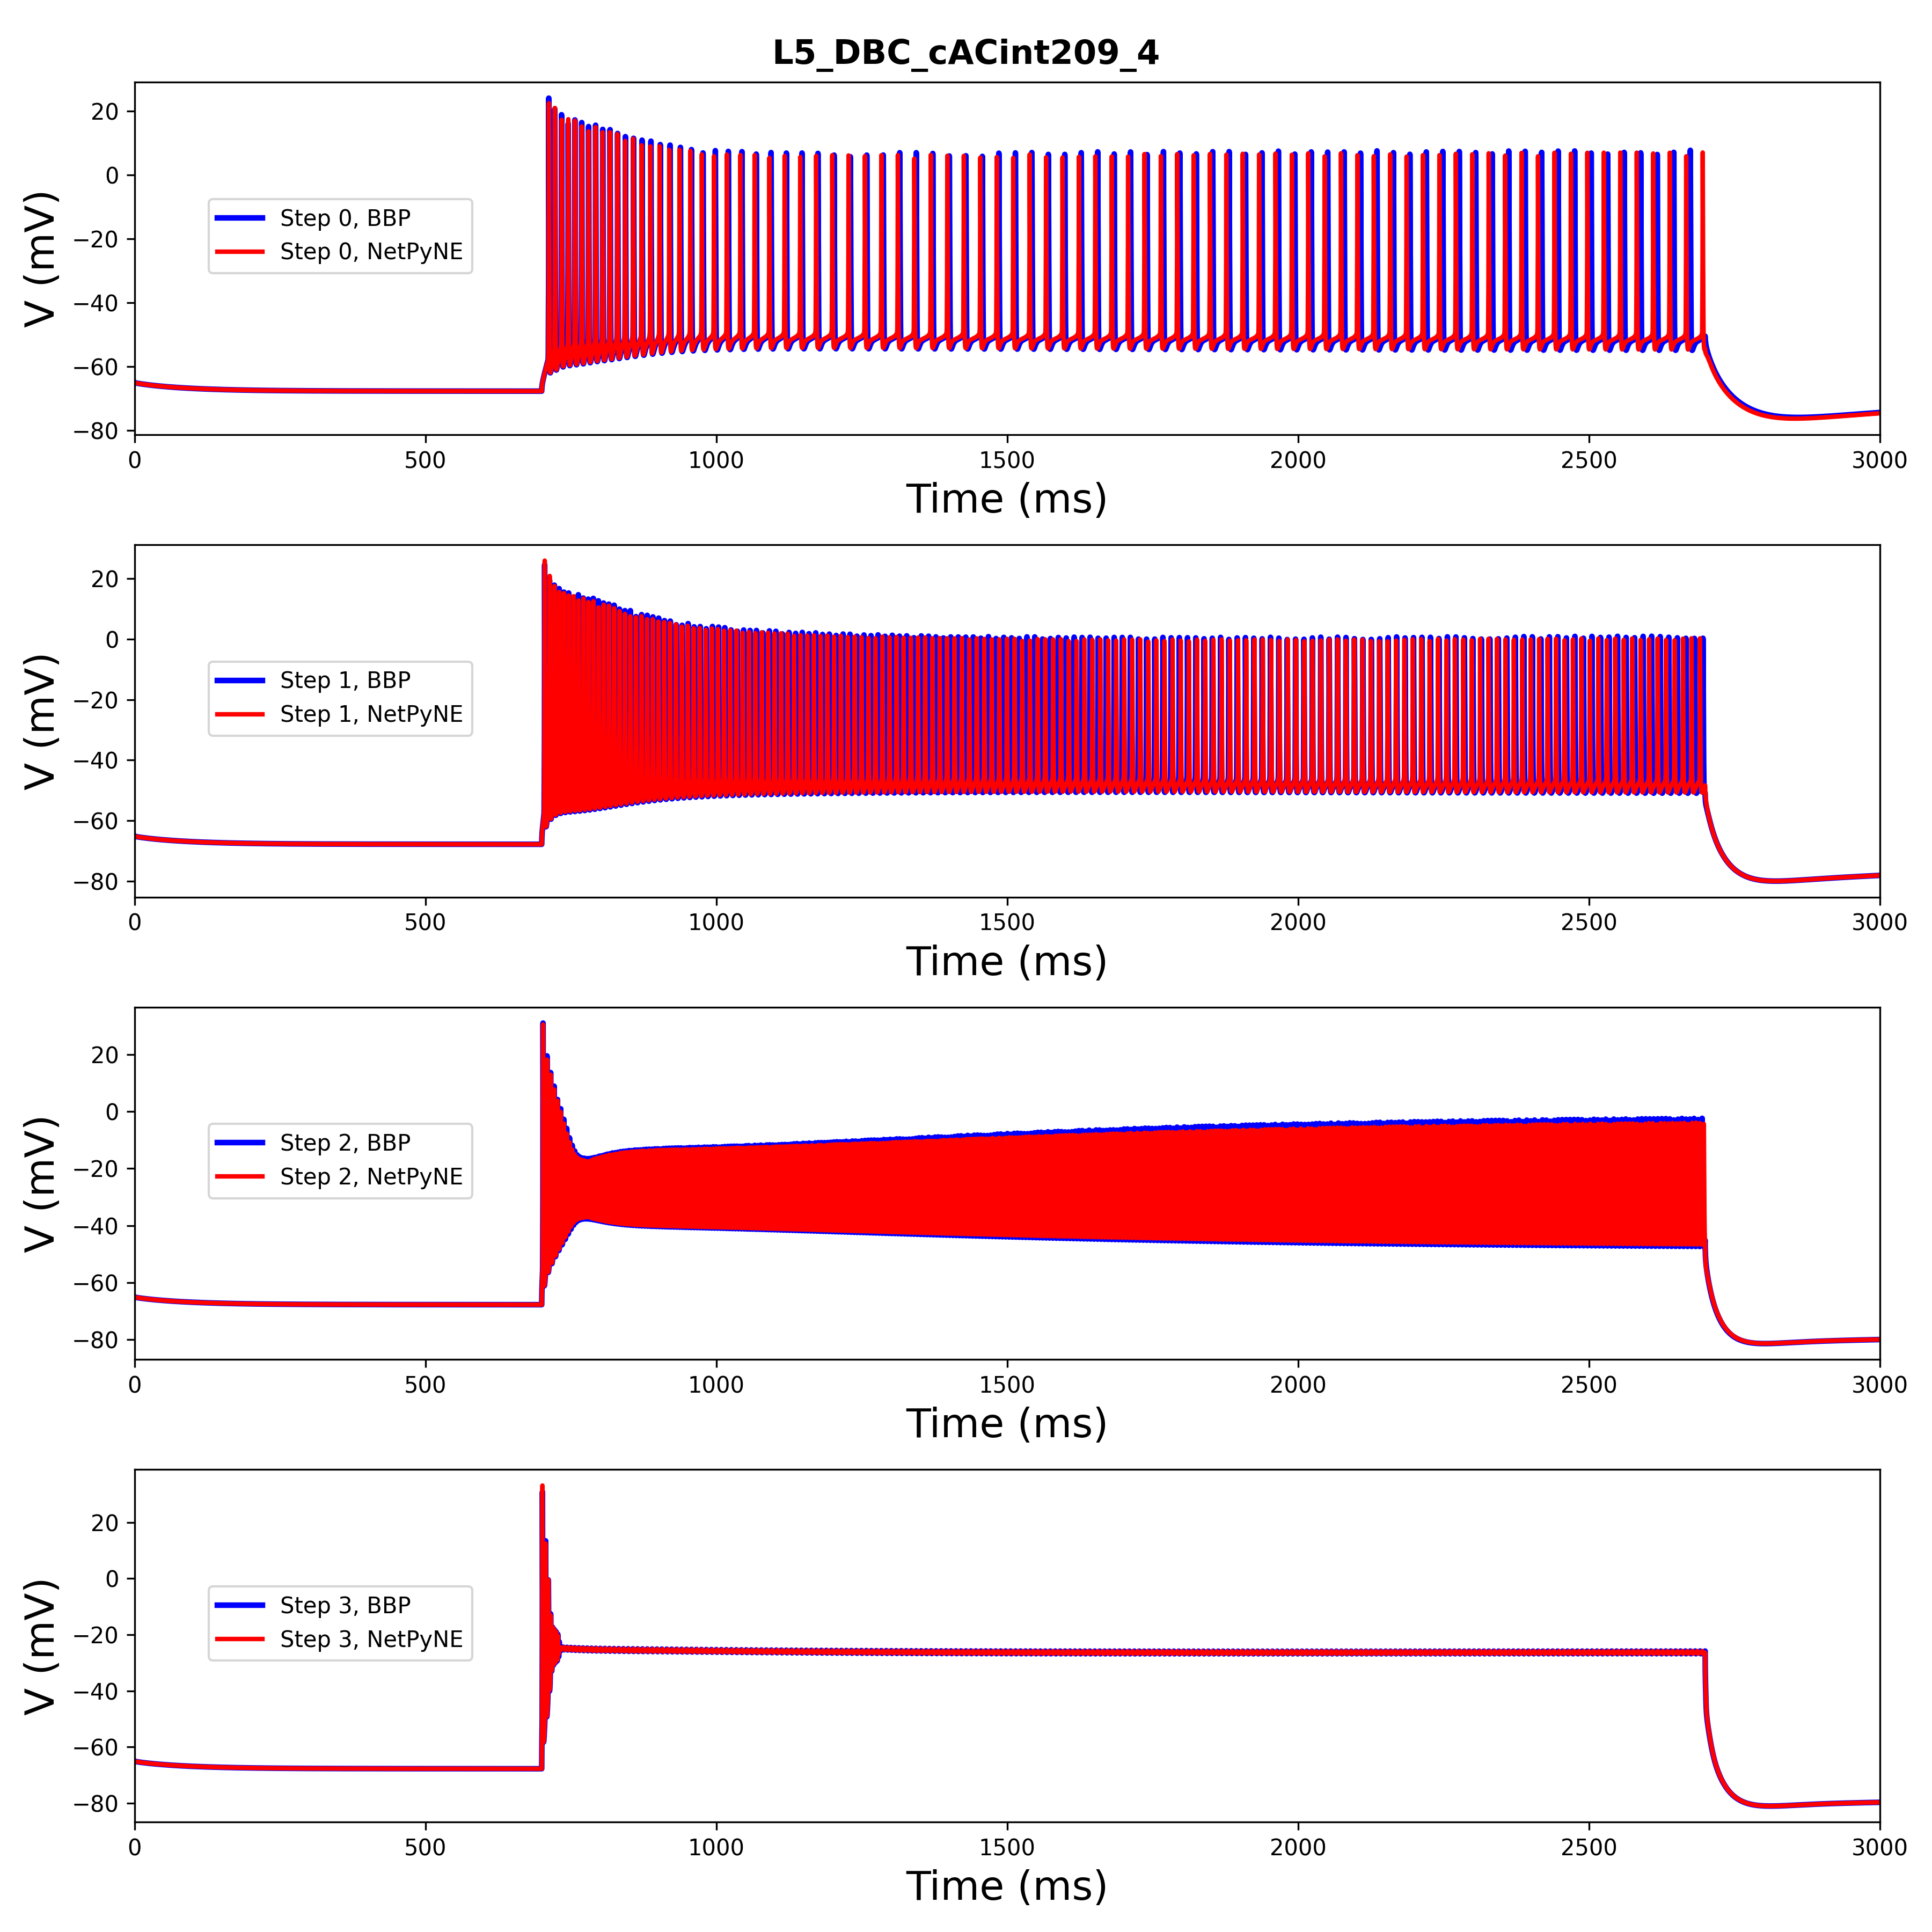 L5_DBC_cACint209_4
20
0
−20
−40
−60
−80
V (mV)
Step 0, BBP
Step 0, NetPyNE
0 500 1000 1500 2000 2500 3000
Time (ms)
20
0
−20
−40
−60
−80
V (mV)
Step 1, BBP
Step 1, NetPyNE
0 500 1000 1500 2000 2500 3000
Time (ms)
20
0
−20
−40
−60
−80
V (mV)
Step 2, BBP
Step 2, NetPyNE
0 500 1000 1500 2000 2500 3000
Time (ms)
20
0
−20
−40
−60
−80
V (mV)
Step 3, BBP
Step 3, NetPyNE
0 500 1000 1500 2000 2500 3000
Time (ms)